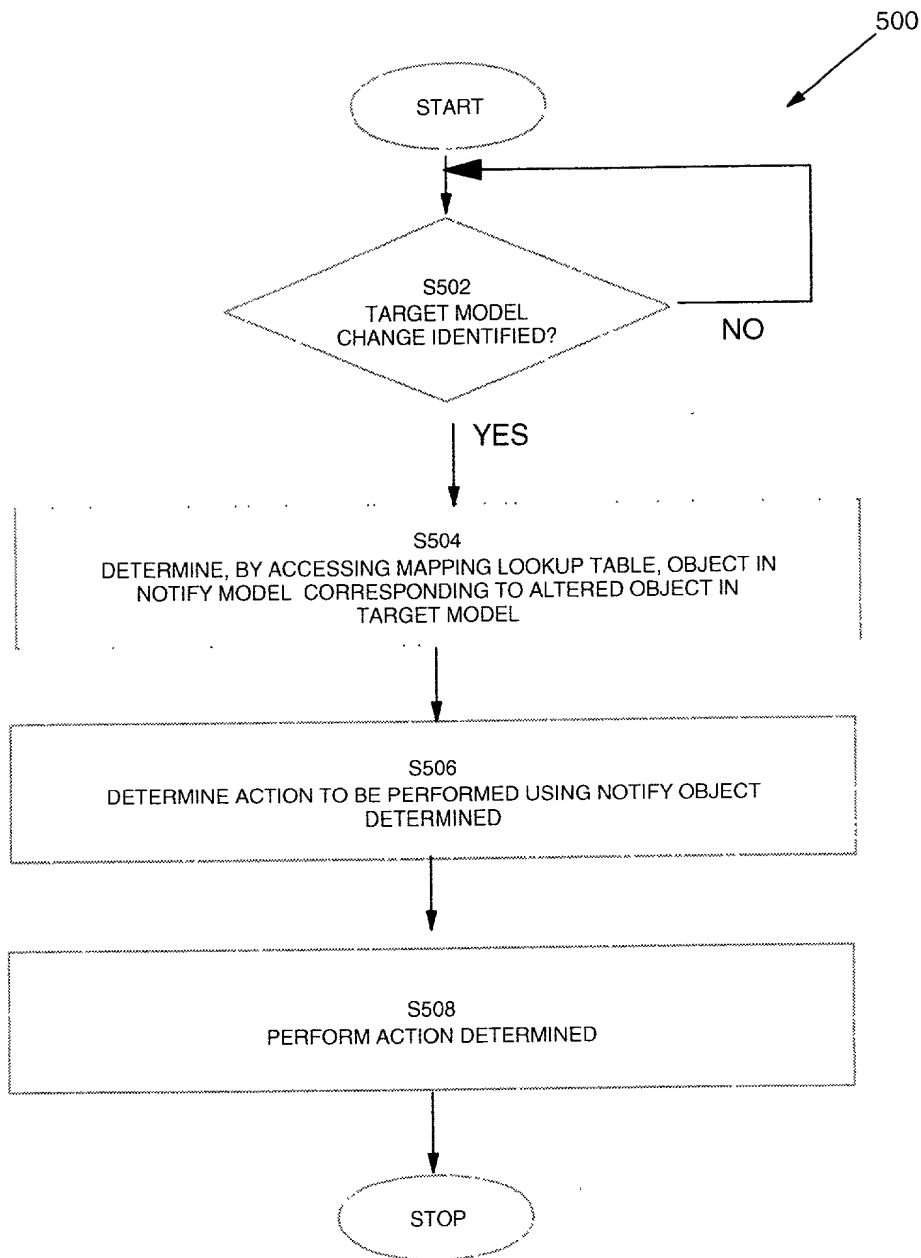 500
START
S502
TARGET MODEL
CHANGE IDENTIFIED?
NO
YES
S504
DETERMINE, BY ACCESSING MAPPING LOOKUP TABLE, OBJECT IN
NOTIFY MODEL CORRESPONDING TO ALTERED OBJECT IN
TARGET MODEL
S506
DETERMINE ACTION TO BE PERFORMED USING NOTIFY OBJECT
DETERMINED
S508
PERFORM ACTION DETERMINED
STOP